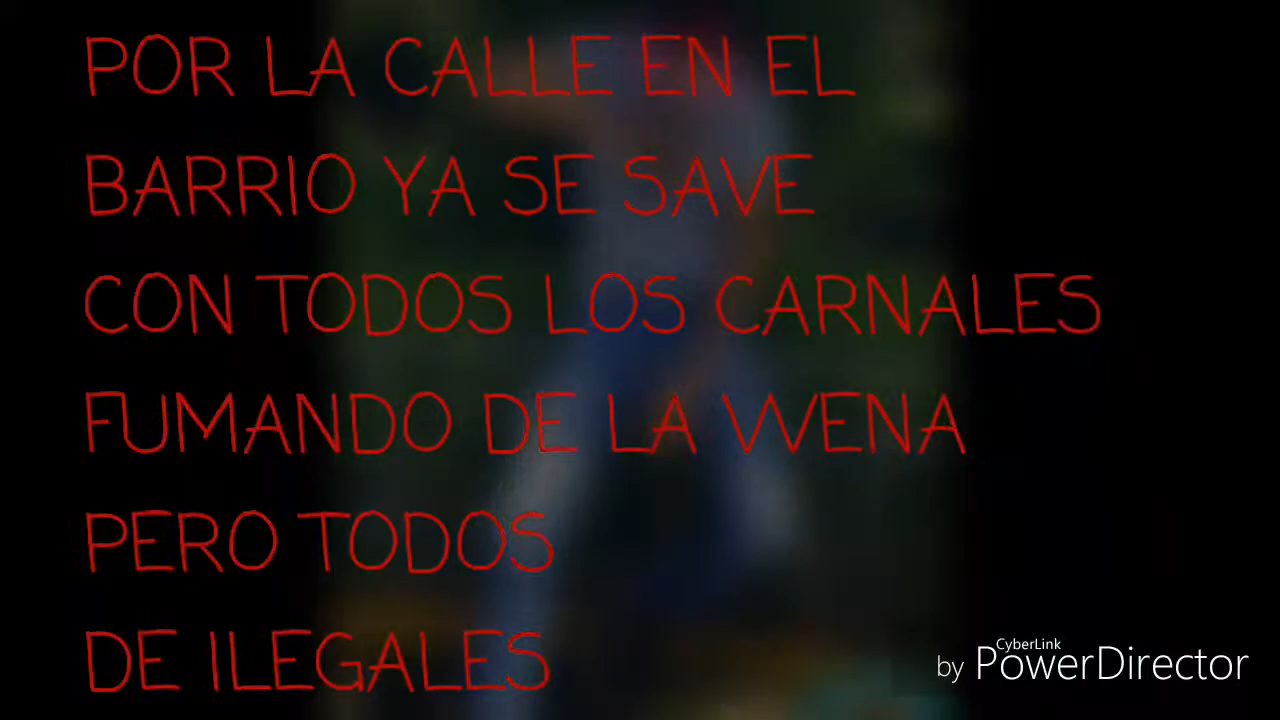 POR LA CALLE EN EL
BARRIO YA SE SAVE
CON TODOS LOS CARNALES
FUMANDO DE LA WENA
PERO TODOS
DE ILEGALES
CyberLink
by PowerDirector